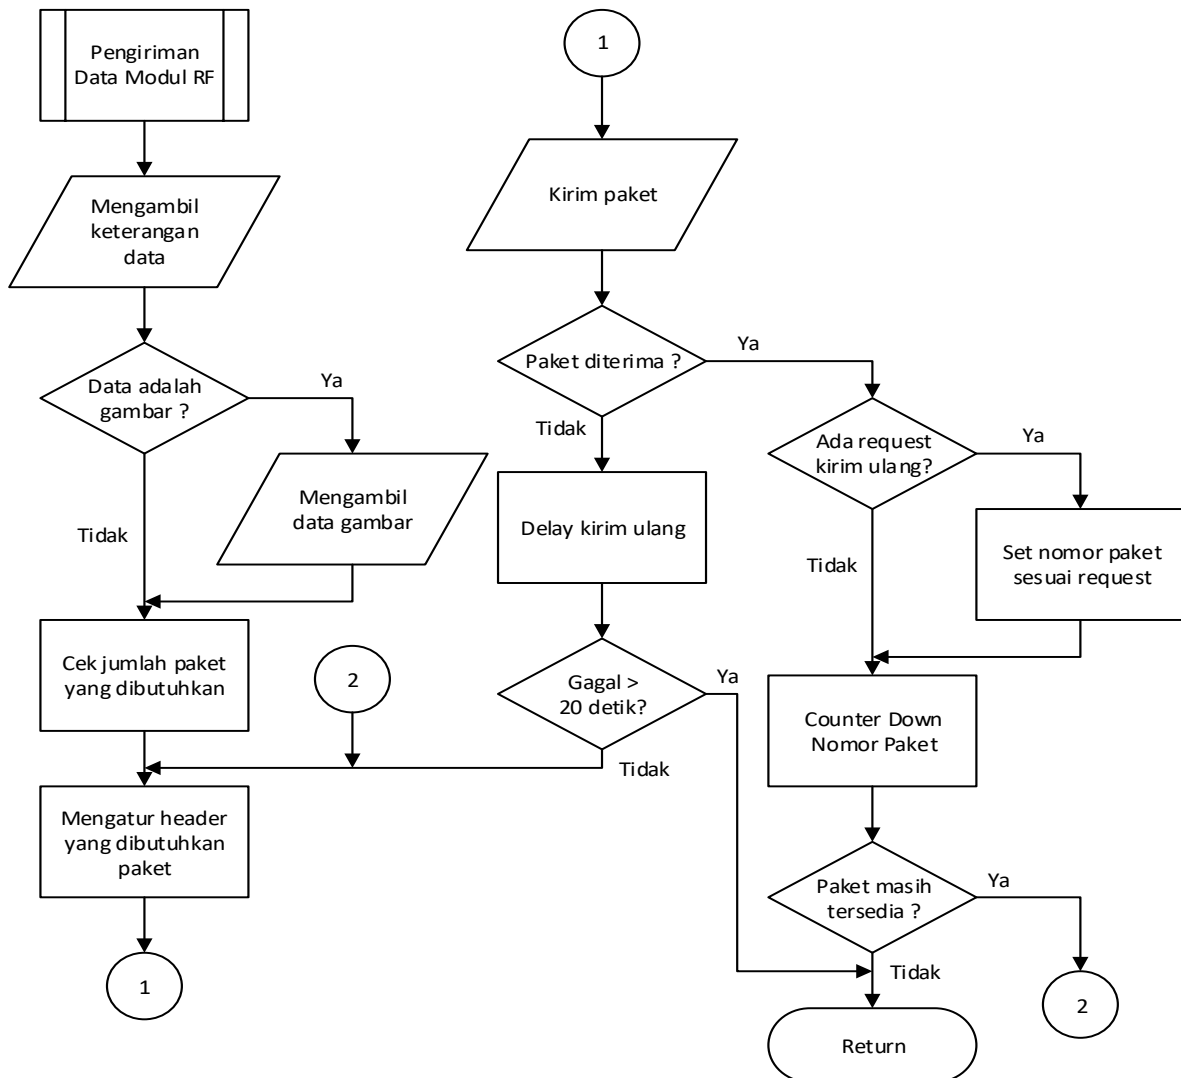 Pengiriman
Data Modul RF
Mengambil
keterangan
data
Data adalah
gambar ?
Ya
Mengambil
data gambar
Tidak
Cek jumlah paket
yang dibutuhkan
2
Mengatur header
yang dibutuhkan
paket
1
1
Kirim paket
Paket diterima ?
Ya
Tidak
Delay kirim ulang
Gagal >
20 detik?
Ya
Tidak
Ada request
kirim ulang?
Ya
Set nomor paket
sesuai request
Tidak
Counter Down
Nomor Paket
Paket masih
tersedia ?
Ya
Tidak
2
Return